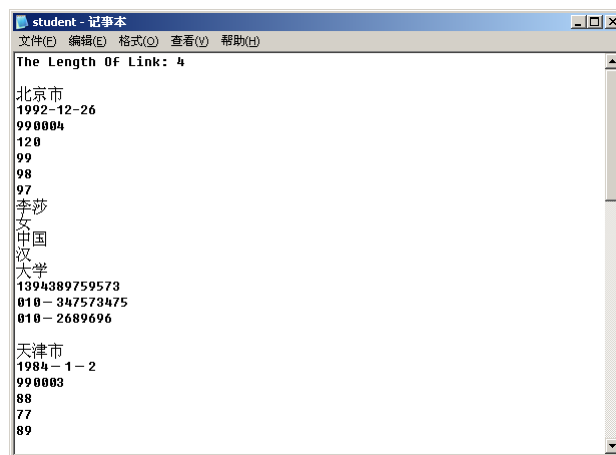 student - 记事本
文件(F) 编辑(E) 格式(O) 查看(V) 帮助(H)
The Length Of Link: 4
北京市
1992-12-26
990004
120
99
98
97
李莎
女
中国
汉
大学
1394389759573
010－347573475
010－2689696
天津市
1984－1－2
990003
88
77
89